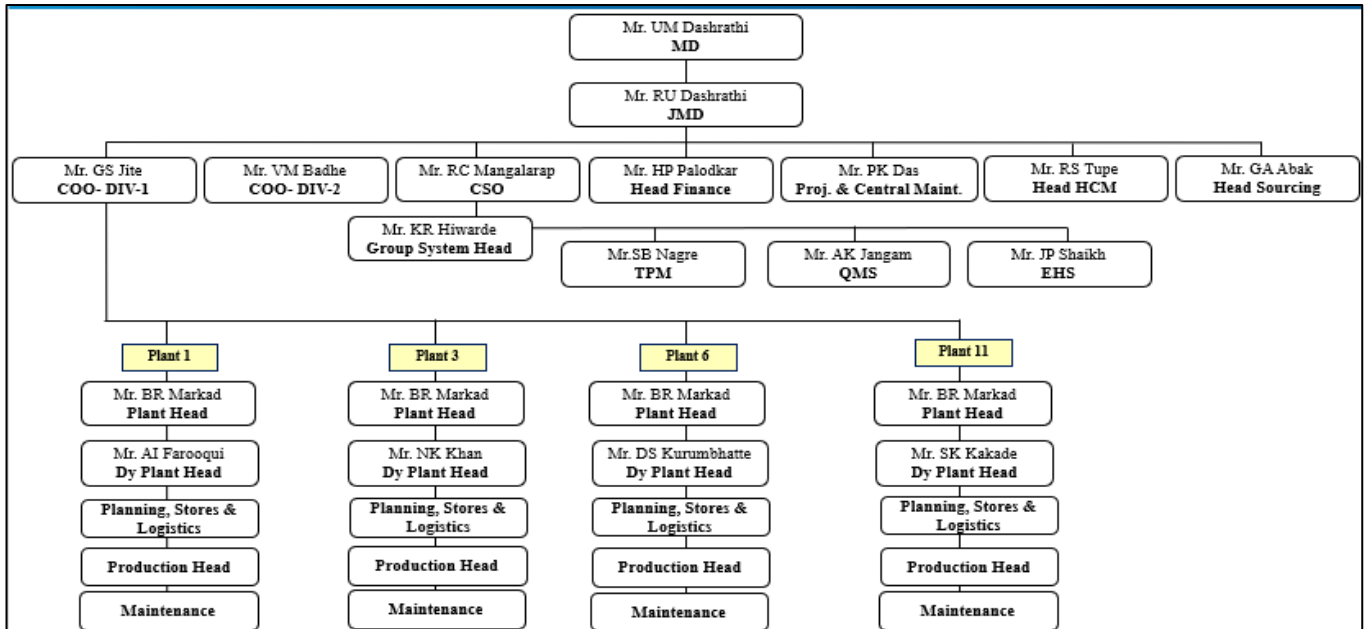 Mr. UM Dashrathi
MD
Mr. RU Dashrathi
JMD
Mr. GS Jite
COO- DIV-1
Mr. VM Badhe
COO- DIV-2
Mr. RC Mangalarap
CSO
Mr. HP Palodkar
Head Finance
Mr. PK Das
Proj. & Central Maint.
Mr. RS Tupe
Head HCM
Mr. GA Abak
Head Sourcing
Mr. KR Hiwarde
Group System Head
Mr.SB Nagre
TPM
Mr. AK Jangam
QMS
Mr. JP Shaikh
EHS
Plant 1
Mr. BR Markad
Plant Head
Mr. AI Farooqui
Dy Plant Head
Planning, Stores &
Logistics
Production Head
Maintenance
Plant 3
Mr. BR Markad
Plant Head
Mr. NK Khan
Dy Plant Head
Planning, Stores &
Logistics
Production Head
Maintenance
Plant 6
Mr. BR Markad
Plant Head
Mr. DS Kurumbhatte
Dy Plant Head
Planning, Stores &
Logistics
Production Head
Maintenance
Plant 11
Mr. BR Markad
Plant Head
Mr. SK Kakade
Dy Plant Head
Planning, Stores &
Logistics
Production Head
Maintenance